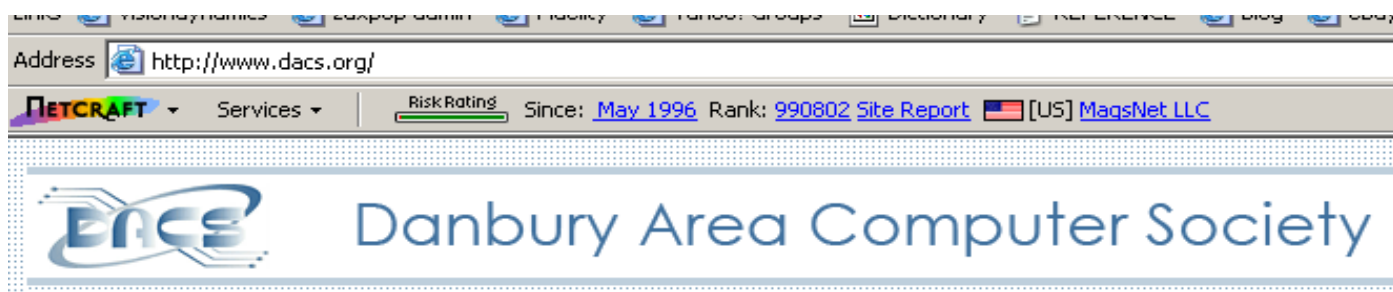 Address http://www.dacs.org/
NETCRAFT Services Risk Rating Since: May 1996 Rank: 990802 Site Report [US] MagsNet LLC
DACS Danbury Area Computer Society